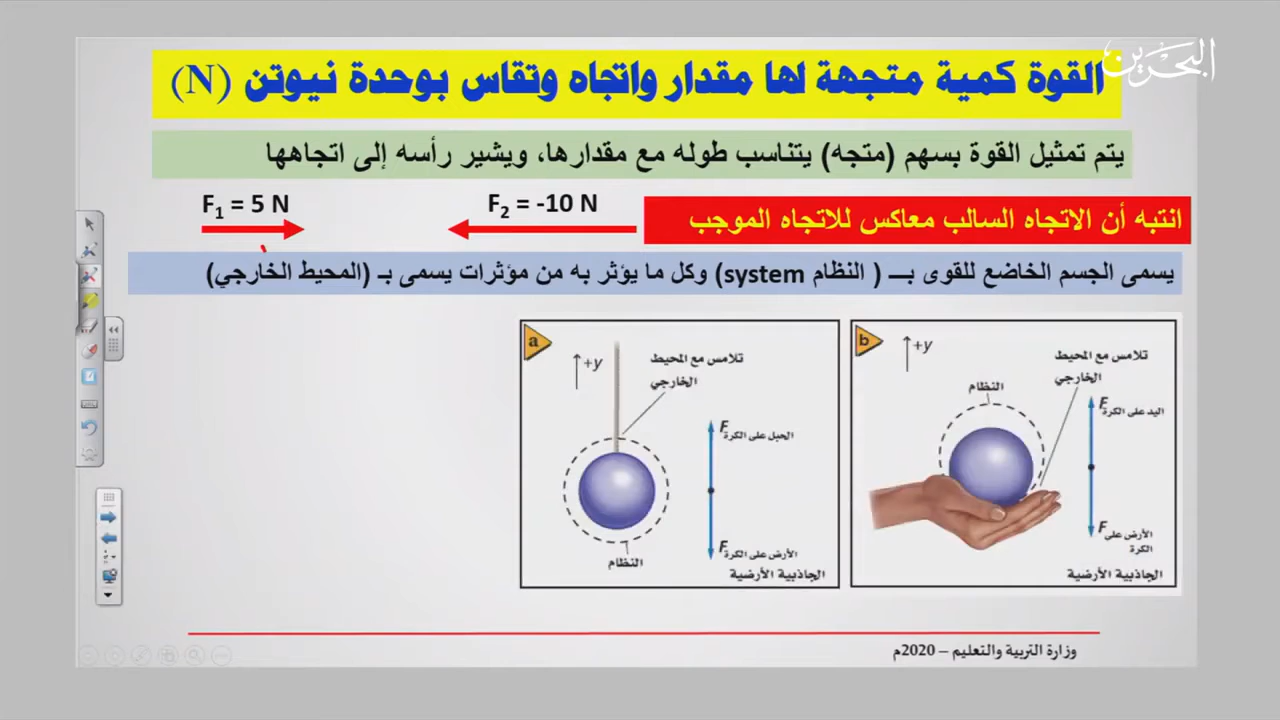 البحرين
القوة كمية متجهة لها مقدار واتجاه وتقاس بوحدة نيوتن (N)
يتم تمثيل القوة بسهم (متجه) يتناسب طوله مع مقدارها، ويشير رأسه إلى اتجاهها
F₁ = 5 N
F₂ = -10 N
انتبه أن الاتجاه السالب معاكس للاتجاه الموجب
يسمى الجسم الخاضع للقوى بـــ ( النظام system) وكل ما يؤثر به من مؤثرات يسمى بـ (المحيط الخارجي)
a
+y
تلامس مع المحيط
الخارجي
F الحبل على الكرة
F الأرض على الكرة
النظام
الجاذبية الأرضية
b
+y
تلامس مع المحيط
الخارجي
النظام
F اليد على الكرة
F الأرض على
الكرة
الجاذبية الأرضية
وزارة التربية والتعليم – 2020م